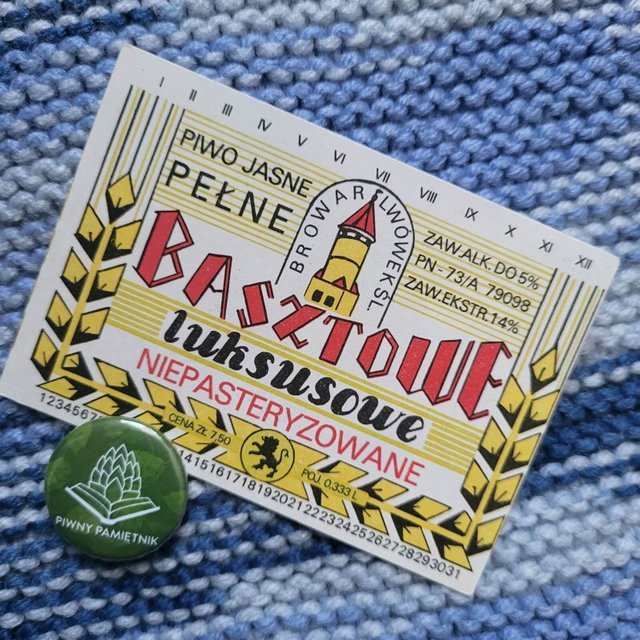 I II III IV V VI VII VIII IX X XI XII
PIWO JASNE
PEŁNE
BROWAR LWÓWEK ŚL.
ZAW. ALK. DO 5%
PN-73/A 79098
ZAW. EKSTR. 14%
BASZTOWE
luksusowe
NIEPASTERYZOWANE
CENA ZŁ 7,50
POJ. 0,333 L
1234567
141516171819202122232425262728293031
PIWNY PAMIĘTNIK